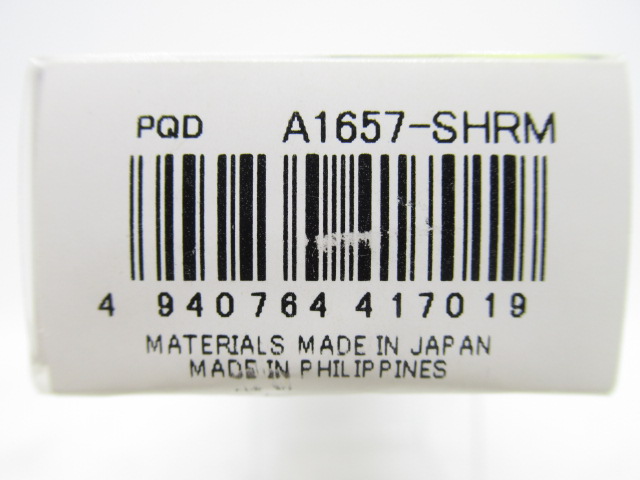 PQD A1657-SHRM
4 940764 417019
MATERIALS MADE IN JAPAN
MADE IN PHILIPPINES